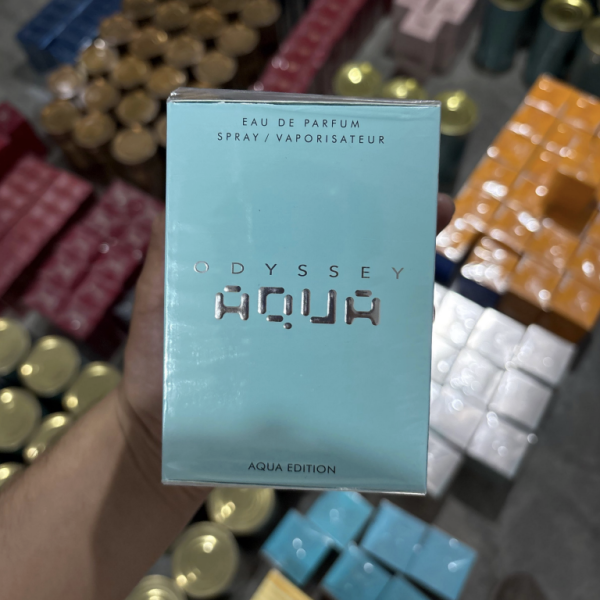 EAU DE PARFUM
SPRAY / VAPORISATEUR
ODYSSEY
AQUA
AQUA EDITION